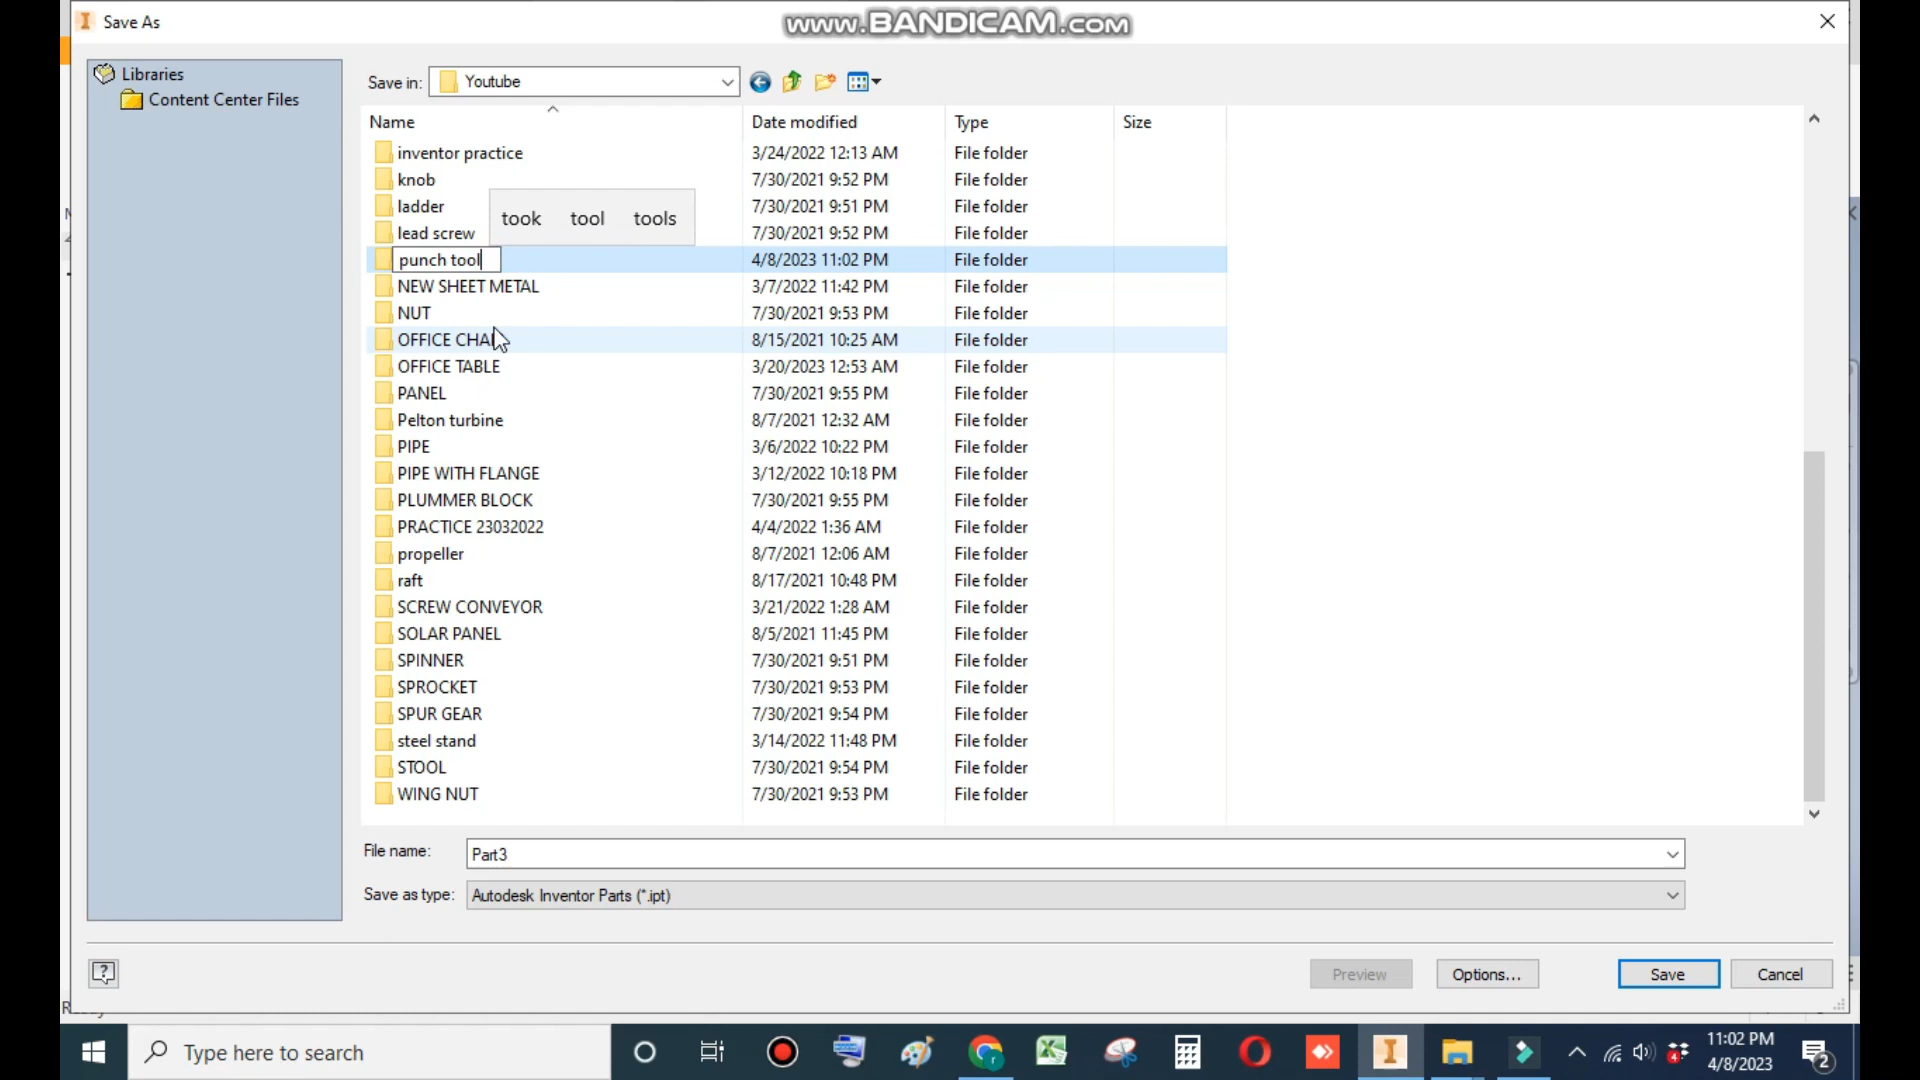 www.BANDICAM.com
Save As
Libraries
Content Center Files
Save in: Youtube
Name Date modified Type Size
inventor practice 3/24/2022 12:13 AM File folder
knob 7/30/2021 9:52 PM File folder
ladder 7/30/2021 9:51 PM File folder
took tool tools
lead screw 7/30/2021 9:52 PM File folder
punch tool 4/8/2023 11:02 PM File folder
NEW SHEET METAL 3/7/2022 11:42 PM File folder
NUT 7/30/2021 9:53 PM File folder
OFFICE CHAI 8/15/2021 10:25 AM File folder
OFFICE TABLE 3/20/2023 12:53 AM File folder
PANEL 7/30/2021 9:55 PM File folder
Pelton turbine 8/7/2021 12:32 AM File folder
PIPE 3/6/2022 10:22 PM File folder
PIPE WITH FLANGE 3/12/2022 10:18 PM File folder
PLUMMER BLOCK 7/30/2021 9:55 PM File folder
PRACTICE 23032022 4/4/2022 1:36 AM File folder
propeller 8/7/2021 12:06 AM File folder
raft 8/17/2021 10:48 PM File folder
SCREW CONVEYOR 3/21/2022 1:28 AM File folder
SOLAR PANEL 8/5/2021 11:45 PM File folder
SPINNER 7/30/2021 9:51 PM File folder
SPROCKET 7/30/2021 9:53 PM File folder
SPUR GEAR 7/30/2021 9:54 PM File folder
steel stand 3/14/2022 11:48 PM File folder
STOOL 7/30/2021 9:54 PM File folder
WING NUT 7/30/2021 9:53 PM File folder
File name: Part3
Save as type: Autodesk Inventor Parts (*.ipt)
Preview Options... Save Cancel
Type here to search
11:02 PM
4/8/2023
2